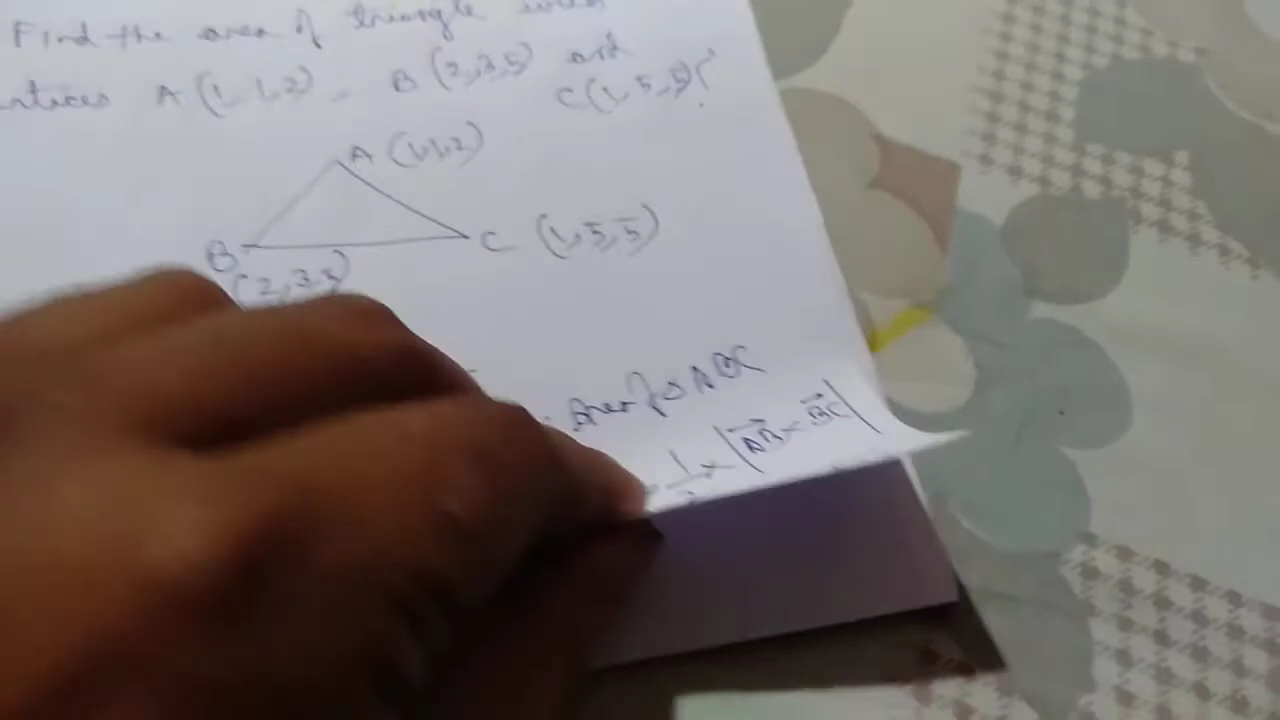 Find the area of triangle with
vertices A (1, 1, 2), B (2, 3, 5) and
C (1, 5, 5)?
A (1, 1, 2)
B
C (1, 5, 5)
(2, 3, 5)
Area of △ ABC
= 1/2 × |AB⃗ × BC⃗|